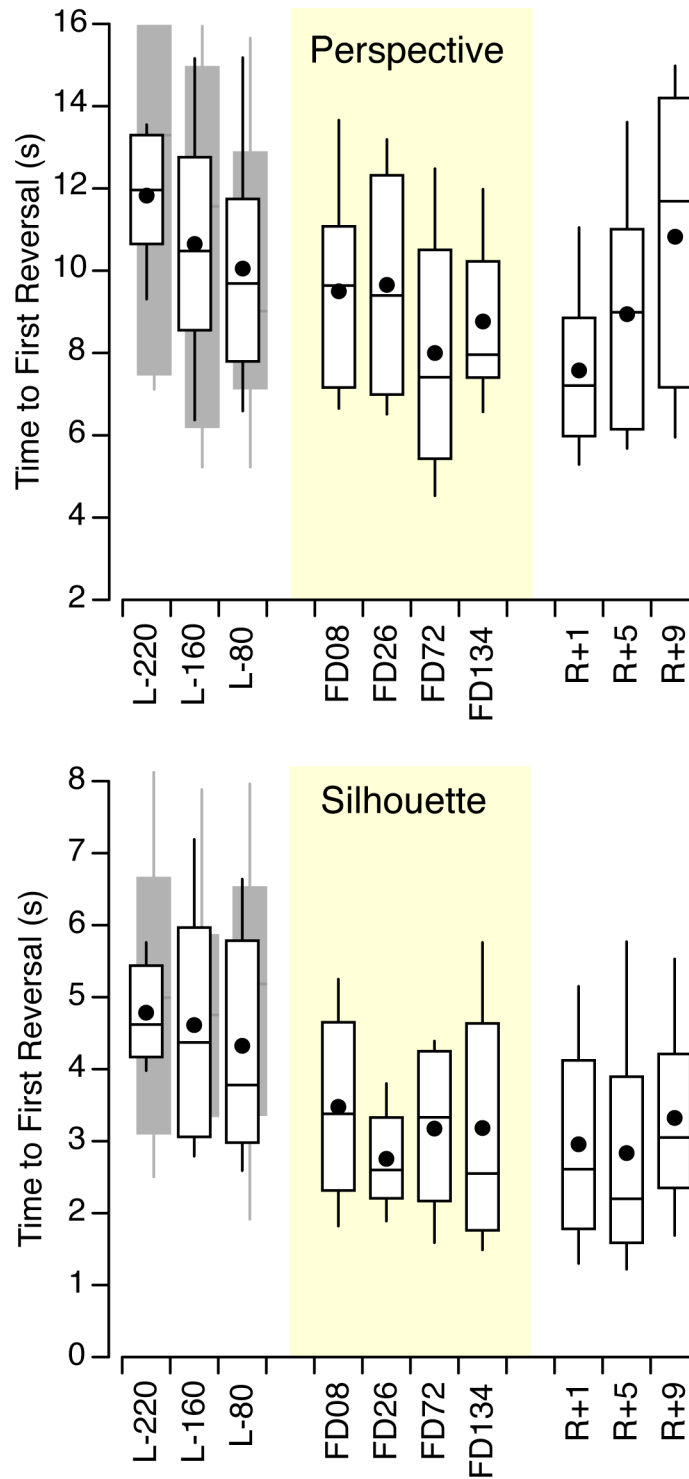 Perspective
Time to First Reversal (s)
16
14
12
10
8
6
4
2
L-220
L-160
L-80
FD08
FD26
FD72
FD134
R+1
R+5
R+9
Silhouette
Time to First Reversal (s)
8
7
6
5
4
3
2
1
0
L-220
L-160
L-80
FD08
FD26
FD72
FD134
R+1
R+5
R+9